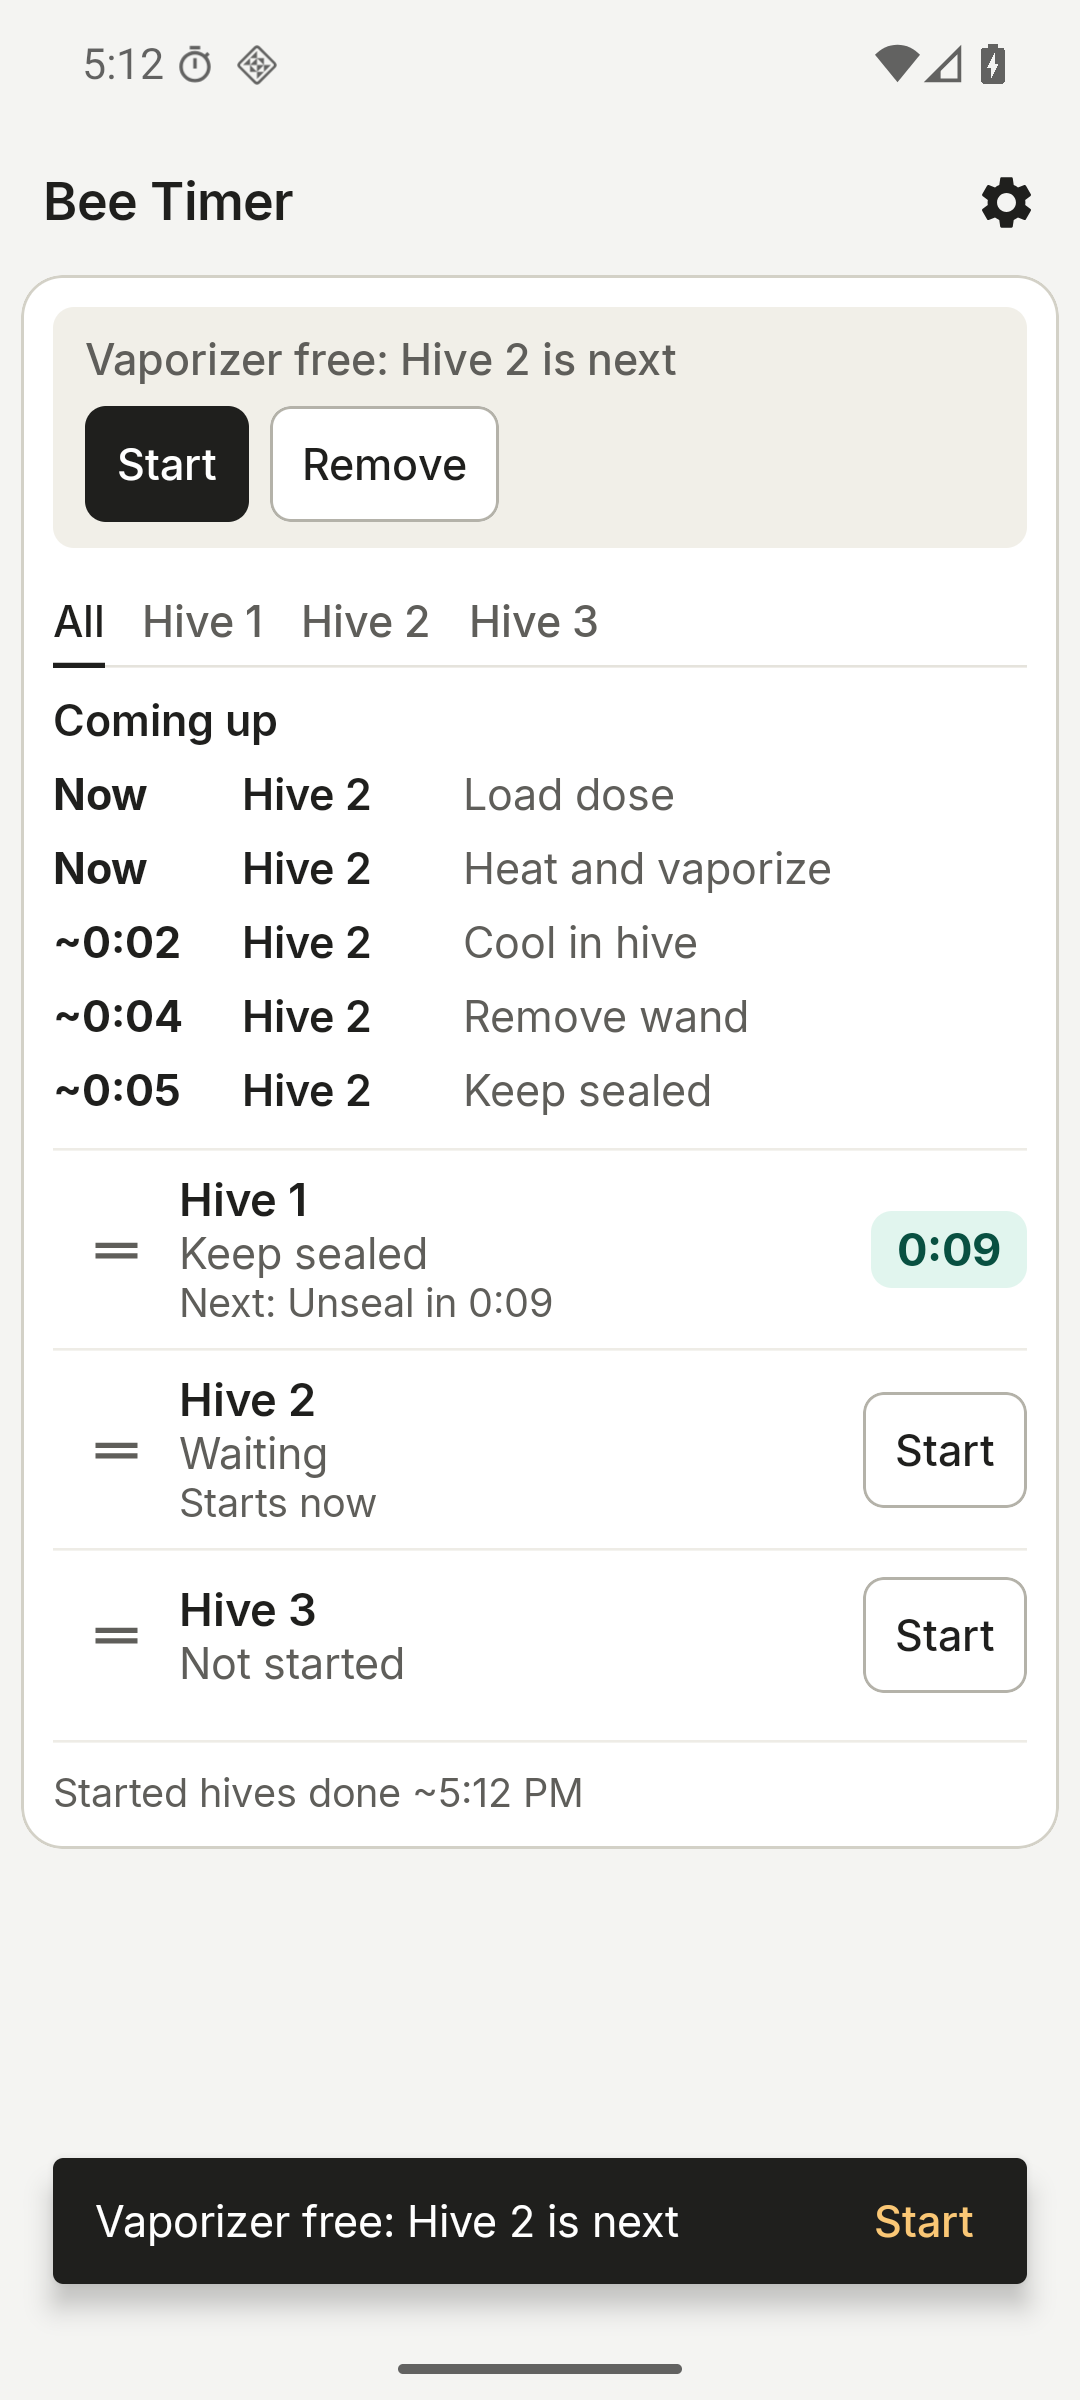 5:12
Bee Timer
Vaporizer free: Hive 2 is next
Start Remove
All Hive 1 Hive 2 Hive 3
Coming up
Now Hive 2 Load dose
Now Hive 2 Heat and vaporize
~0:02 Hive 2 Cool in hive
~0:04 Hive 2 Remove wand
~0:05 Hive 2 Keep sealed
Hive 1
Keep sealed
Next: Unseal in 0:09
0:09
Hive 2
Waiting
Starts now
Start
Hive 3
Not started
Start
Started hives done ~5:12 PM
Vaporizer free: Hive 2 is next Start